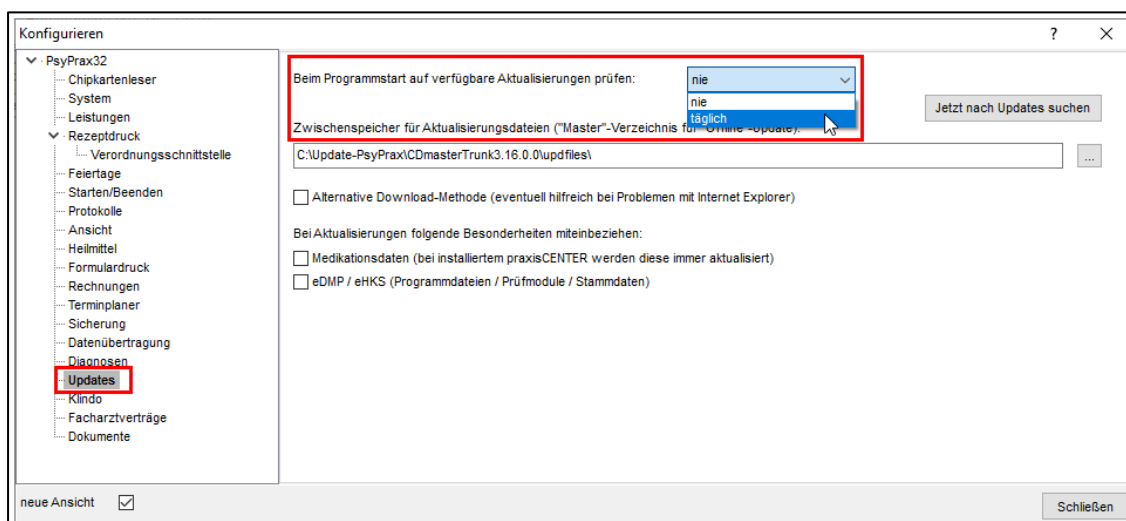 Konfigurieren
PsyPrax32
Chipkartenleser
System
Leistungen
Rezeptdruck
Verordnungsschnittstelle
Feiertage
Starten/Beenden
Protokolle
Ansicht
Heilmittel
Formulardruck
Rechnungen
Terminplaner
Sicherung
Datenübertragung
Diagnosen
Updates
Klindo
Facharztverträge
Dokumente
neue Ansicht
Beim Programmstart auf verfügbare Aktualisierungen prüfen: nie
nie
täglich
Jetzt nach Updates suchen
Zwischenspeicher für Aktualisierungsdateien ("Master"-Verzeichnis für "Offline"-Update):
C:\Update-PsyPrax\CDmasterTrunk3.16.0.0\updfiles\ ...
Alternative Download-Methode (eventuell hilfreich bei Problemen mit Internet Explorer)
Bei Aktualisierungen folgende Besonderheiten miteinbeziehen:
Medikationsdaten (bei installiertem praxisCENTER werden diese immer aktualisiert)
eDMP / eHKS (Programmdateien / Prüfmodule / Stammdaten)
Schließen